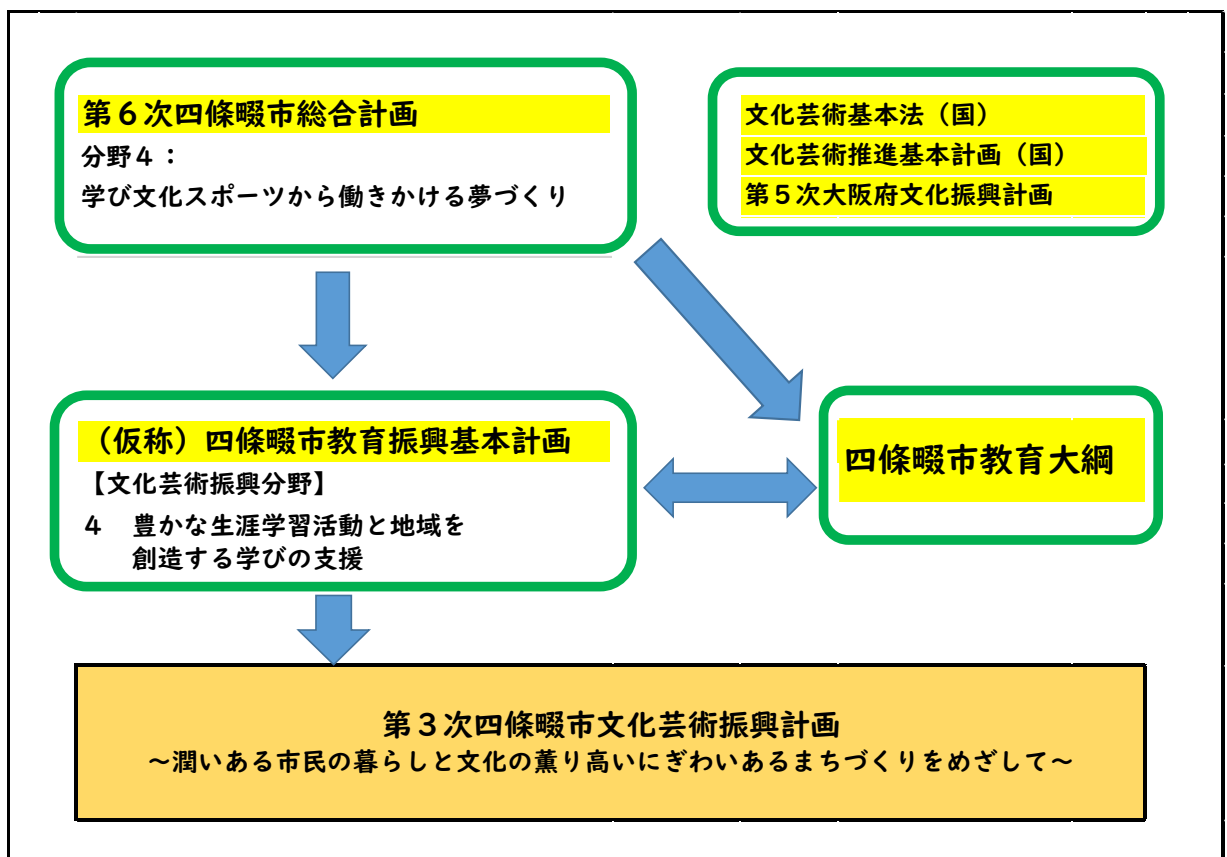 第６次四條畷市総合計画
分野４：
学び文化スポーツから働きかける夢づくり
文化芸術基本法（国）
文化芸術推進基本計画（国）
第５次大阪府文化振興計画
（仮称）四條畷市教育振興基本計画
【文化芸術振興分野】
４　豊かな生涯学習活動と地域を
創造する学びの支援
四條畷市教育大綱
第３次四條畷市文化芸術振興計画
～潤いある市民の暮らしと文化の薫り高いにぎわいあるまちづくりをめざして～